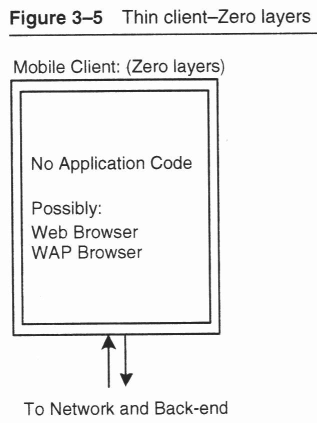 Figure 3–5 Thin client–Zero layers
Mobile Client: (Zero layers)
No Application Code
Possibly:
Web Browser
WAP Browser
To Network and Back-end